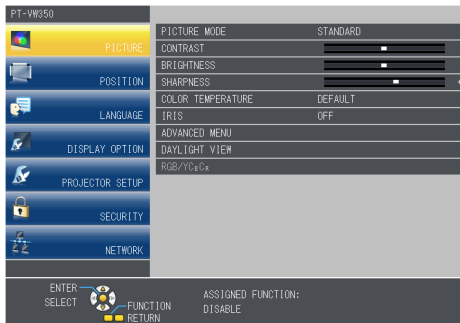 PT-VW350
PICTURE
POSITION
LANGUAGE
DISPLAY OPTION
PROJECTOR SETUP
SECURITY
NETWORK
PICTURE MODE STANDARD
CONTRAST
BRIGHTNESS
SHARPNESS
COLOR TEMPERATURE DEFAULT
IRIS OFF
ADVANCED MENU
DAYLIGHT VIEW
RGB/YCBCR
ENTER
SELECT
FUNCTION
RETURN
ASSIGNED FUNCTION:
DISABLE